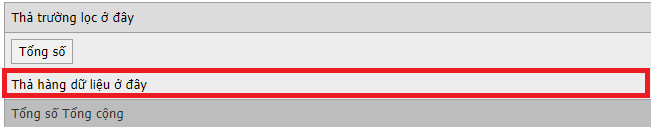 Thả trường lọc ở đây
Tổng số
Thả hàng dữ liệu ở đây
Tổng số Tổng cộng